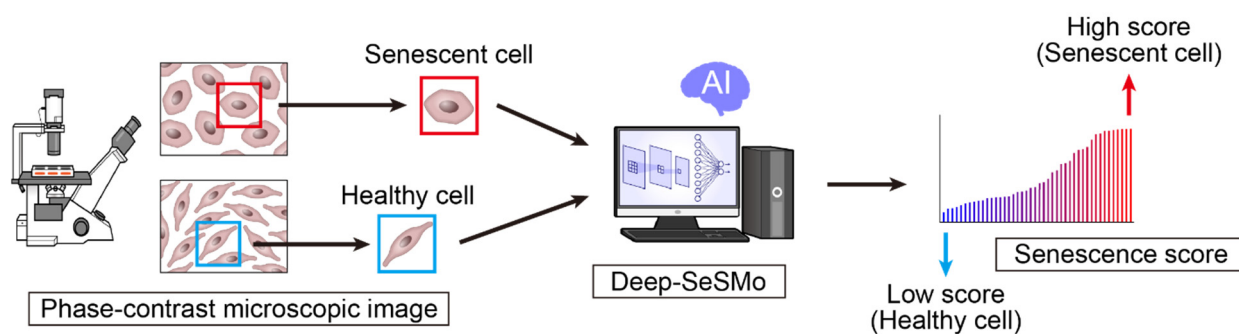 Senescent cell
Healthy cell
Phase-contrast microscopic image
AI
Deep-SeSMo
High score
(Senescent cell)
Senescence score
Low score
(Healthy cell)